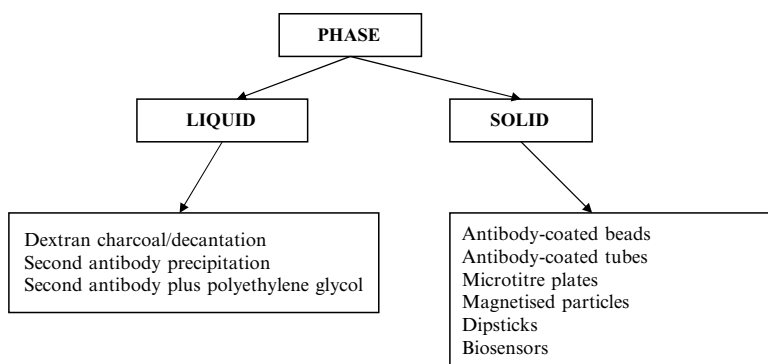 PHASE
LIQUID
SOLID
Dextran charcoal/decantation
Second antibody precipitation
Second antibody plus polyethylene glycol
Antibody-coated beads
Antibody-coated tubes
Microtitre plates
Magnetised particles
Dipsticks
Biosensors